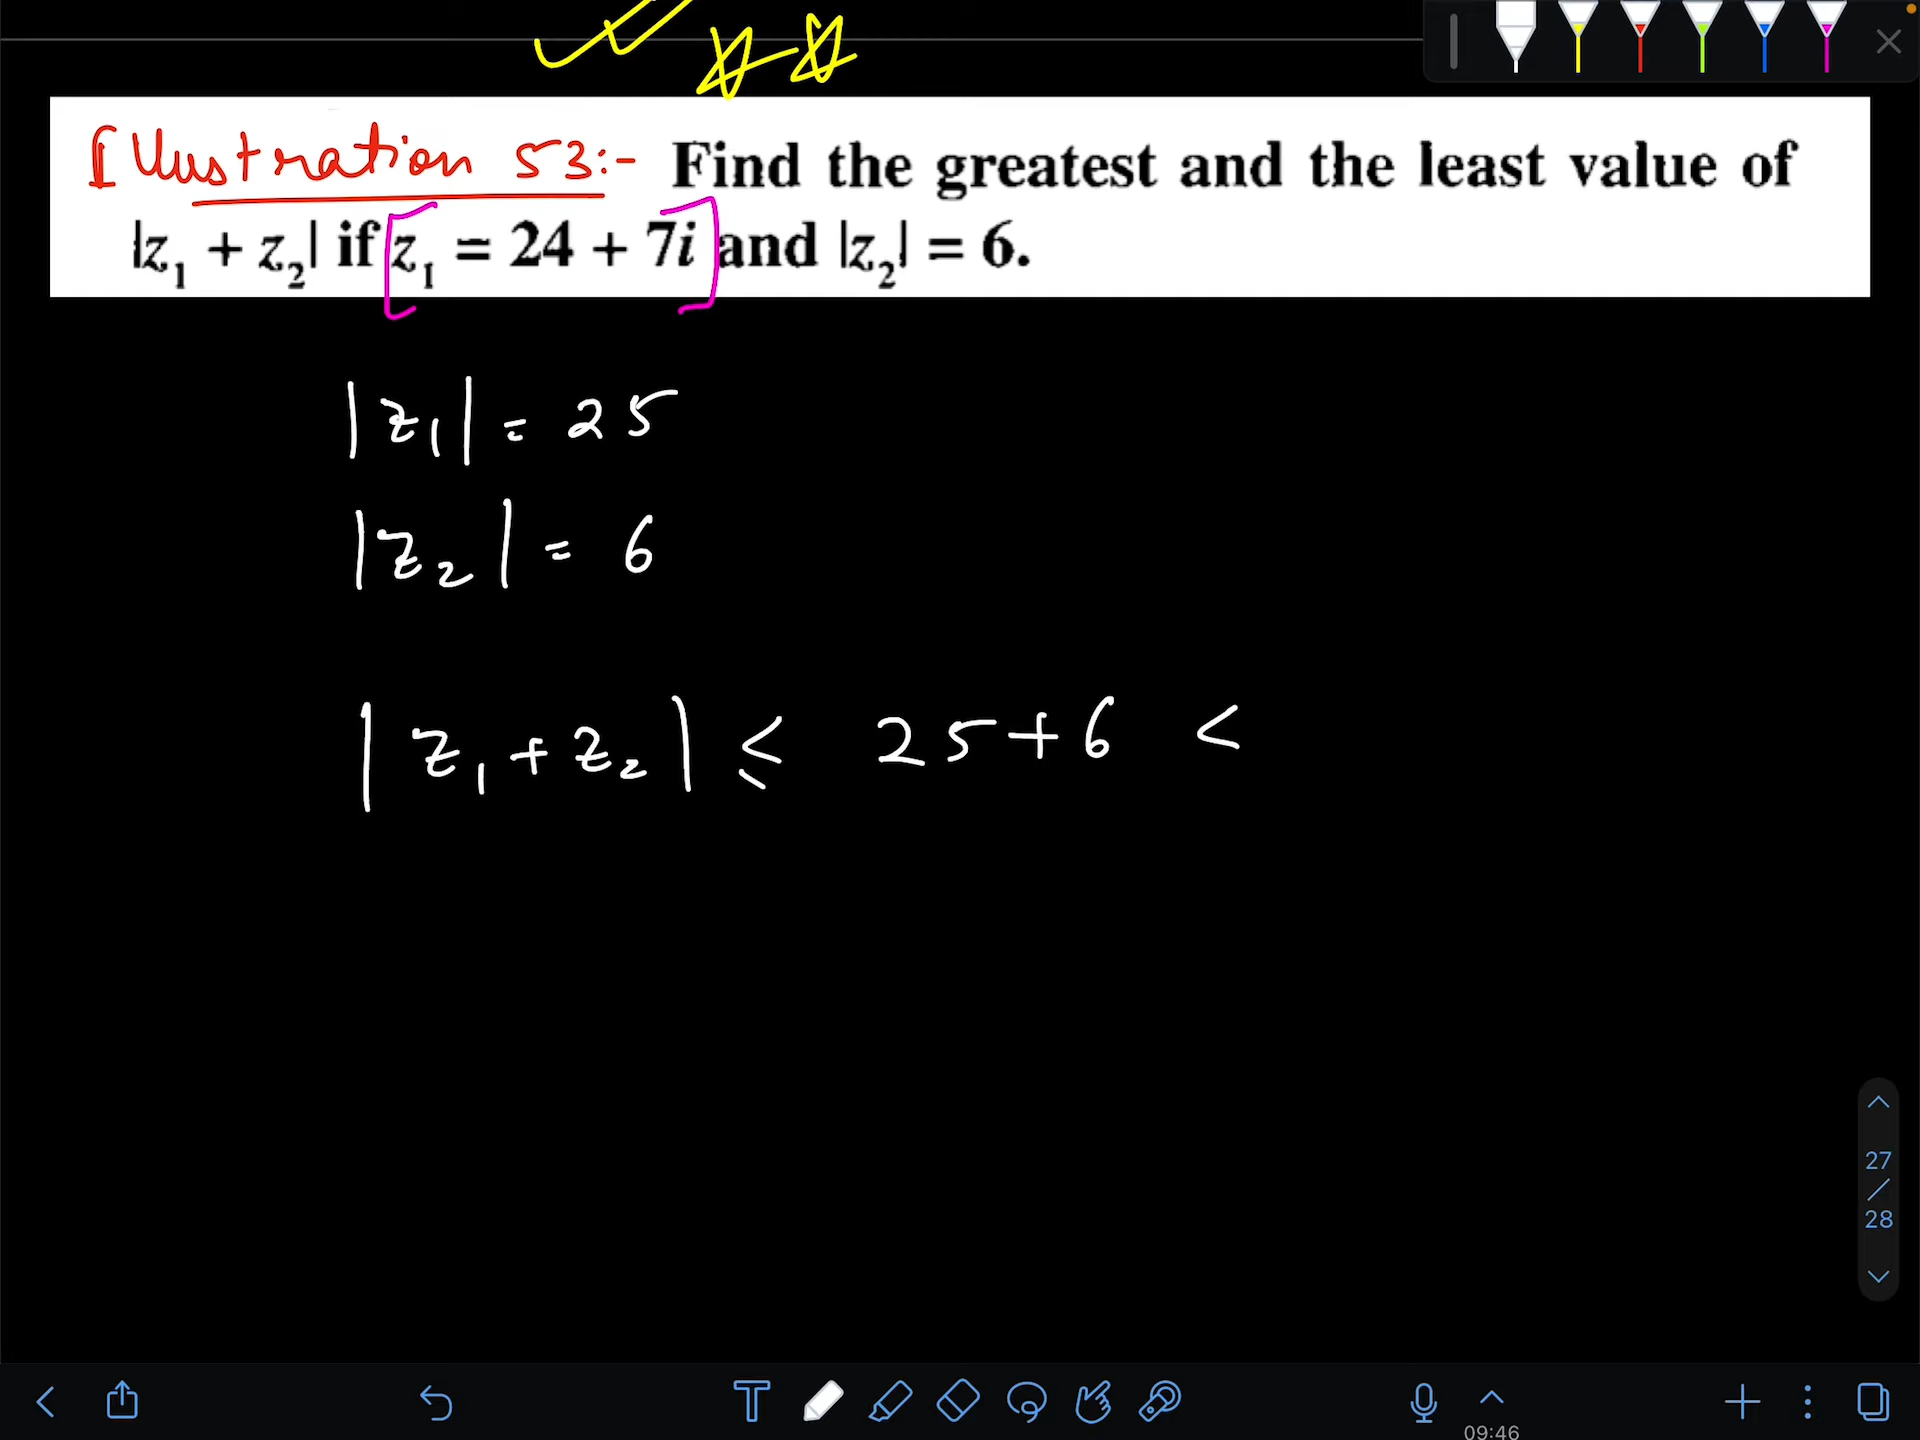 Illustration 53:- Find the greatest and the least value of
|z₁ + z₂| if z₁ = 24 + 7i and |z₂| = 6.
|z₁| = 25
|z₂| = 6
|z₁ + z₂| ≤ 25 + 6 <
27
/
28
T
09:46